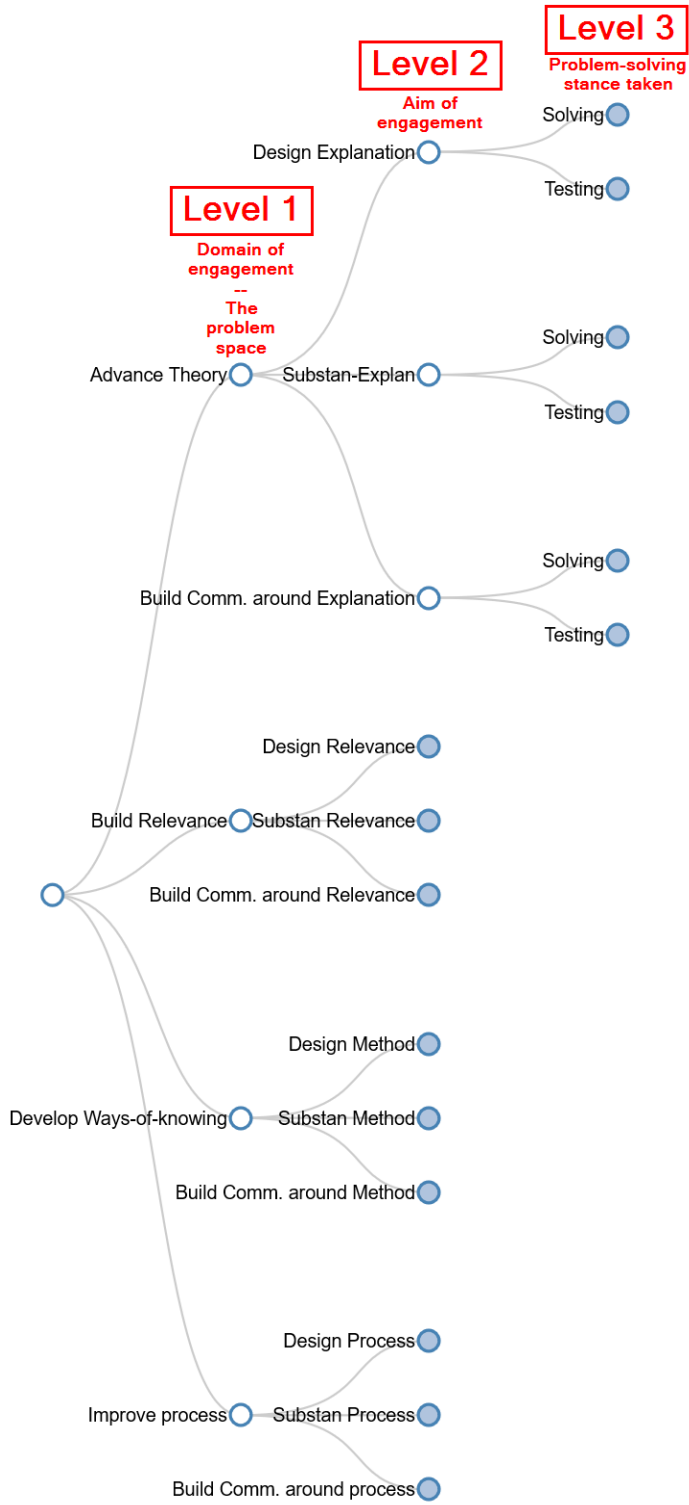 Level 3
Problem-solving
stance taken
Level 2
Aim of
engagement
Solving
Design Explanation
Testing
Level 1
Domain of
engagement
--
The
problem
space
Solving
Advance Theory
Substan-Explan
Testing
Solving
Build Comm. around Explanation
Testing
Design Relevance
Build Relevance
Substan Relevance
Build Comm. around Relevance
Design Method
Develop Ways-of-knowing
Substan Method
Build Comm. around Method
Design Process
Improve process
Substan Process
Build Comm. around process